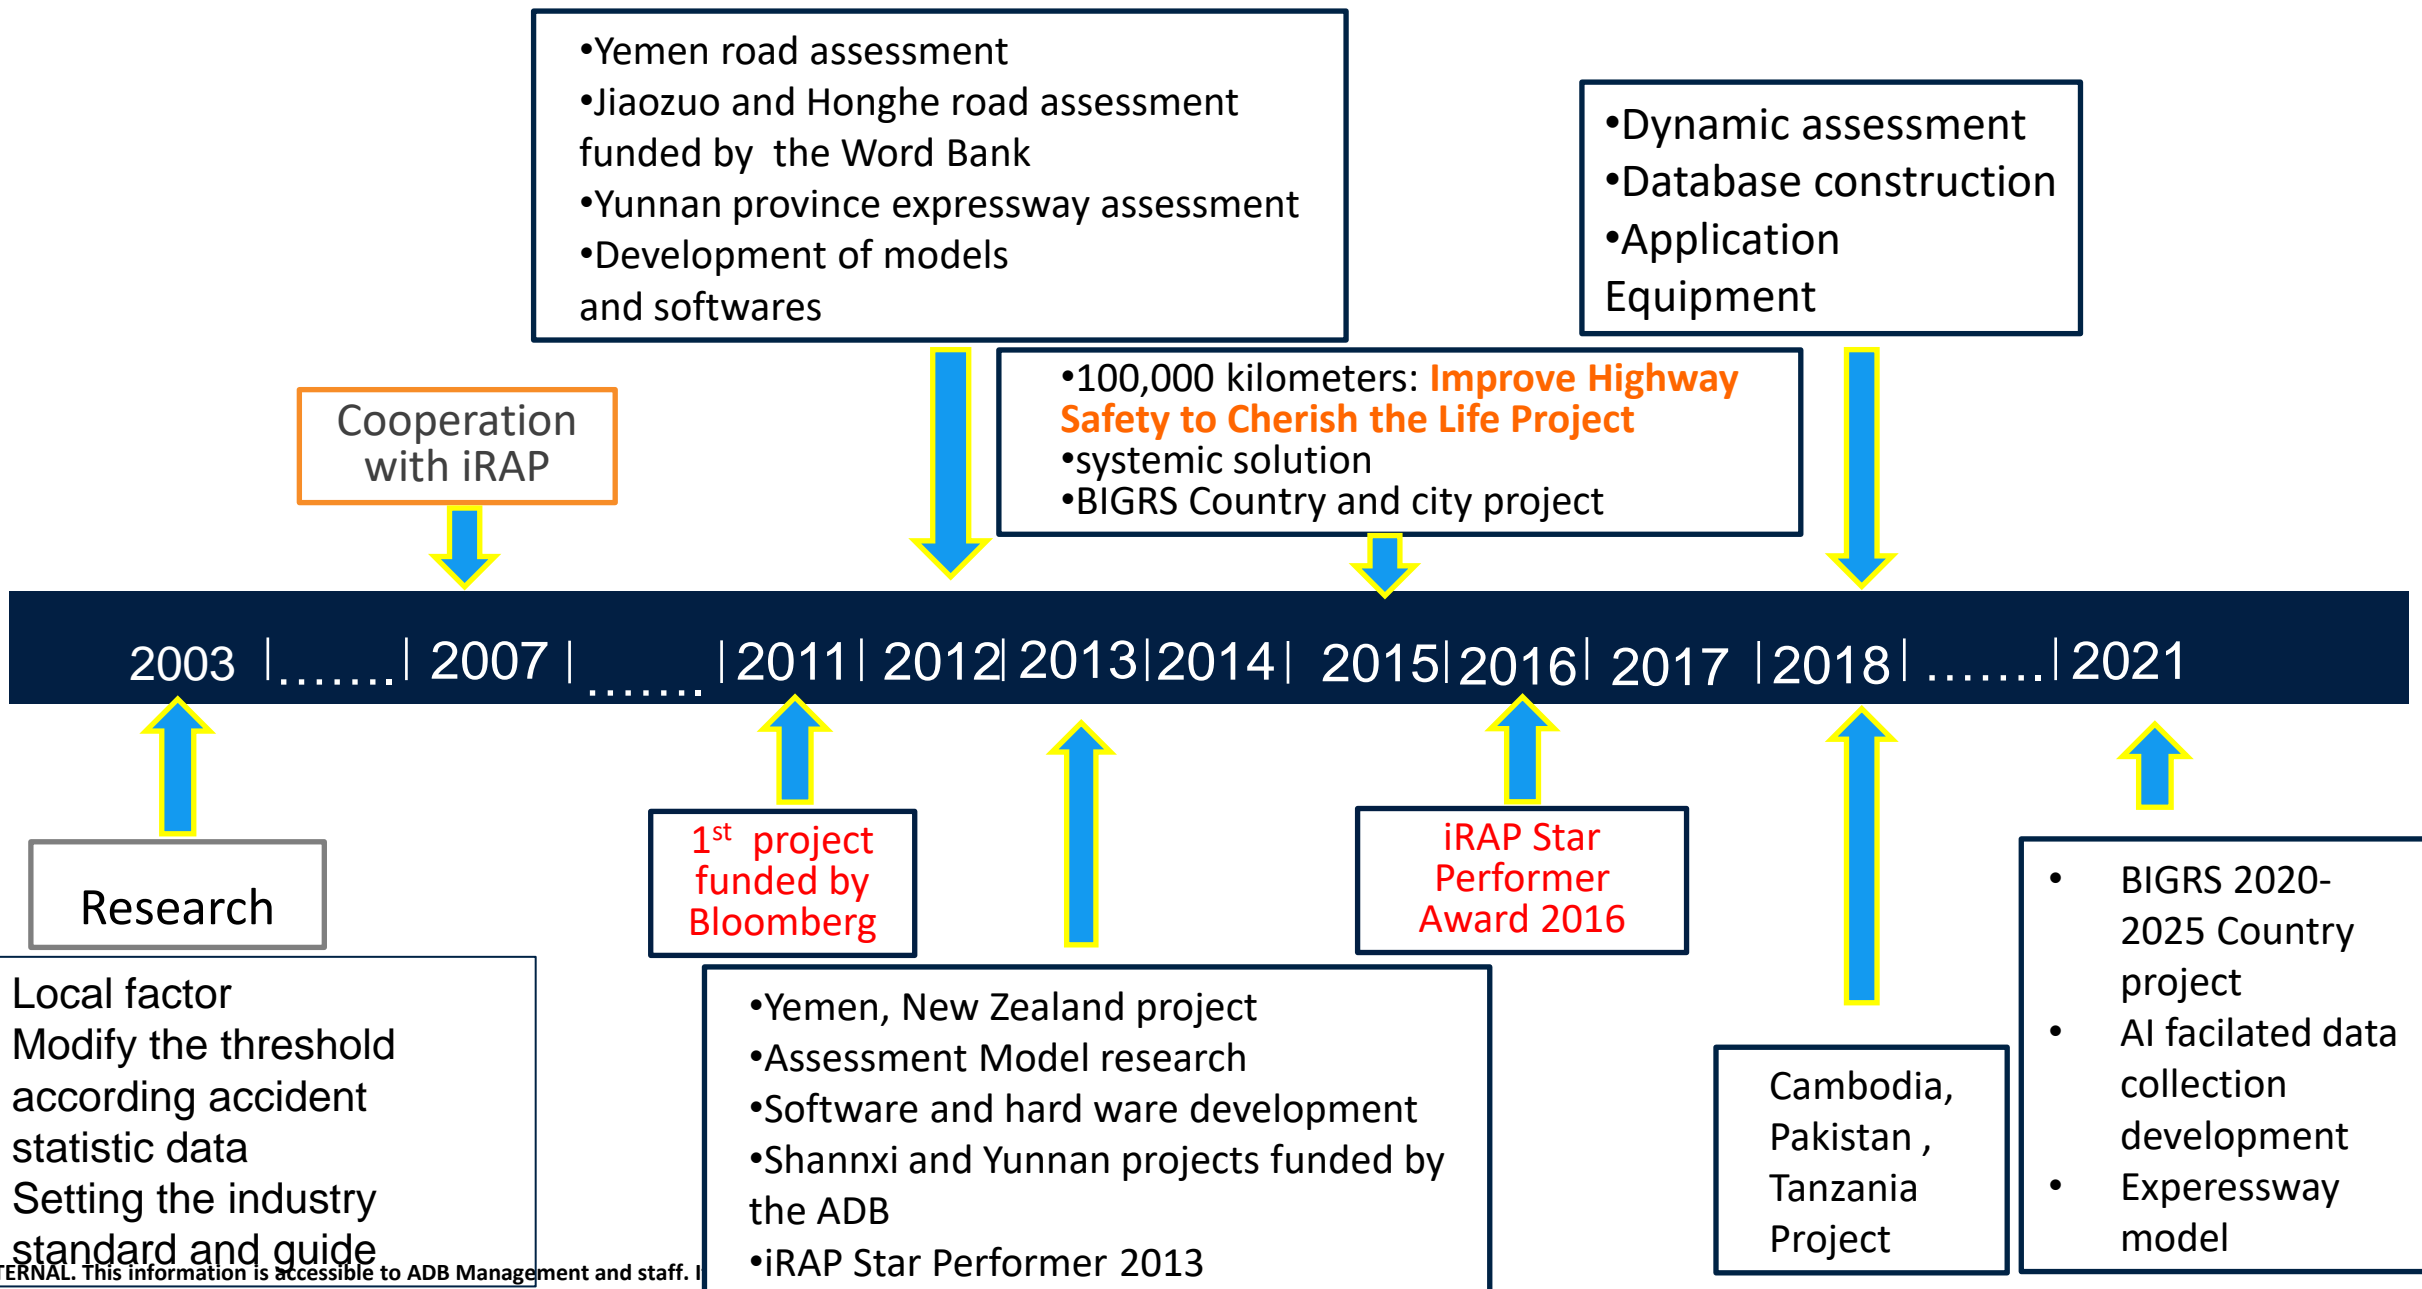 •Yemen road assessment
•Jiaozuo and Honghe road assessment
funded by the Word Bank
•Yunnan province expressway assessment
•Development of models
and softwares
•Dynamic assessment
•Database construction
•Application
Equipment
Cooperation
with iRAP
•100,000 kilometers: Improve Highway
Safety to Cherish the Life Project
•systemic solution
•BIGRS Country and city project
2003 |.......| 2007 | ....... |2011| 2012| 2013|2014| 2015|2016| 2017 |2018| .......|2021
Research
Local factor
Modify the threshold
according accident
statistic data
Setting the industry
standard and guide
1st project
funded by
Bloomberg
•Yemen, New Zealand project
•Assessment Model research
•Software and hard ware development
•Shannxi and Yunnan projects funded by
the ADB
•iRAP Star Performer 2013
iRAP Star
Performer
Award 2016
Cambodia,
Pakistan ,
Tanzania
Project
• BIGRS 2020-
2025 Country
project
• AI facilated data
collection
development
• Experessway
model
TERNAL. This information is accessible to ADB Management and staff. I